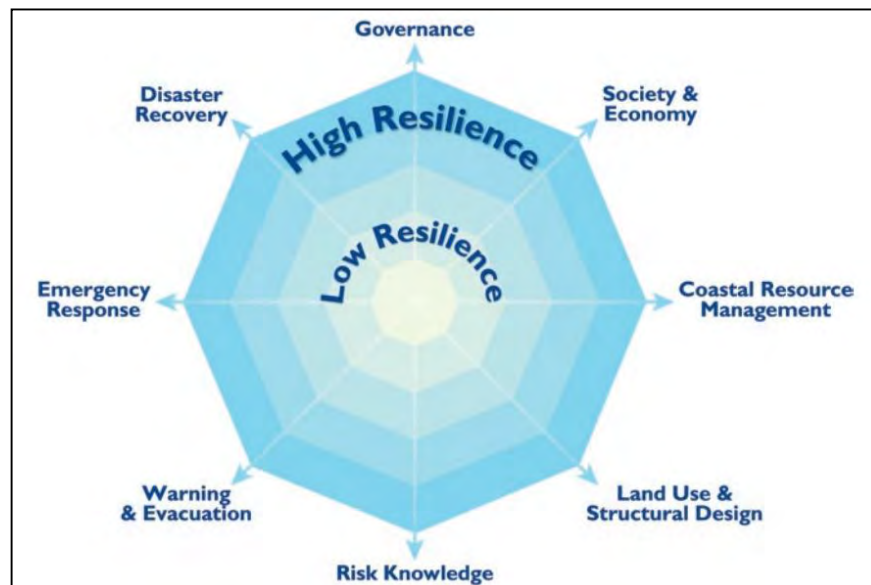 Governance
Disaster
Recovery
Society &
Economy
High Resilience
Low Resilience
Emergency
Response
Coastal Resource
Management
Warning
& Evacuation
Land Use &
Structural Design
Risk Knowledge